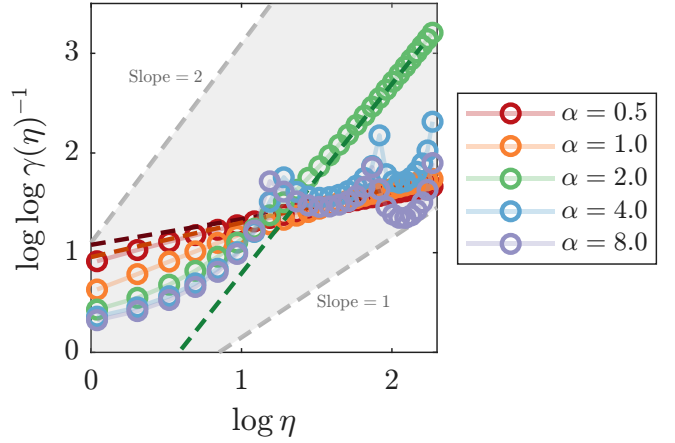 3
Slope = 2
2
1
Slope = 1
0
0 1 2
log η
log log γ(η)⁻¹
α = 0.5
α = 1.0
α = 2.0
α = 4.0
α = 8.0